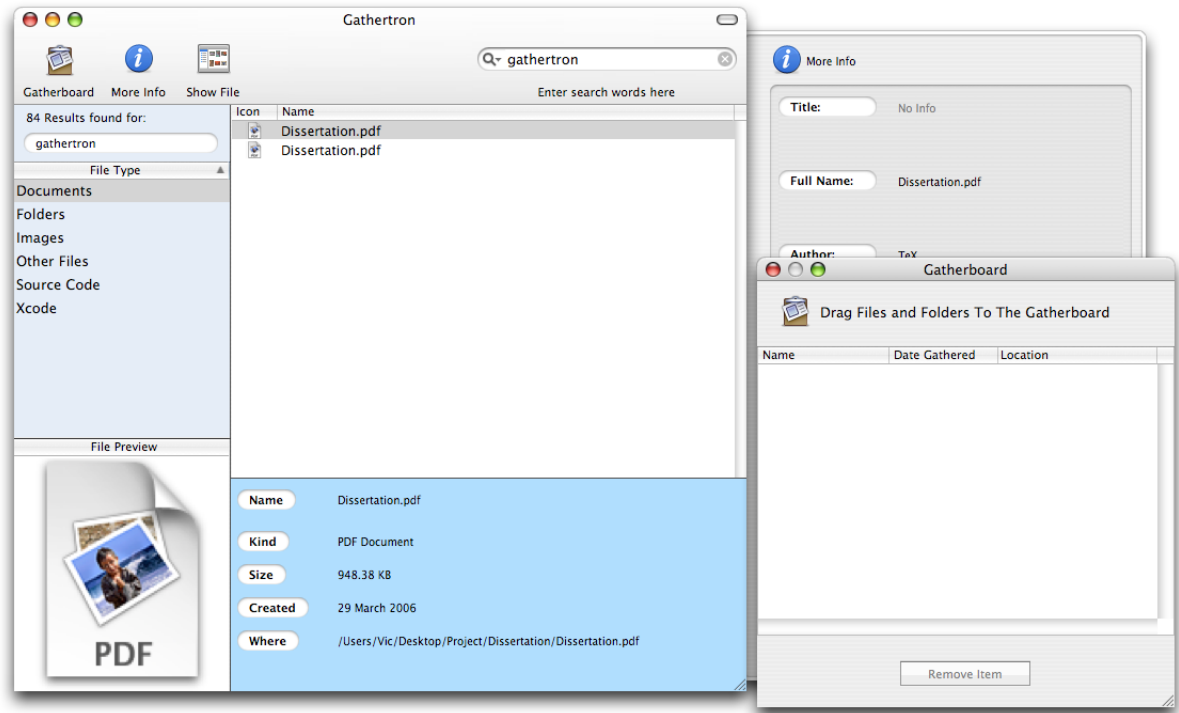 Gathertron
Gatherboard More Info Show File
gathertron
Enter search words here
84 Results found for:
gathertron
File Type
Documents
Folders
Images
Other Files
Source Code
Xcode
Icon Name
Dissertation.pdf
Dissertation.pdf
File Preview
PDF
Name Dissertation.pdf
Kind PDF Document
Size 948.38 KB
Created 29 March 2006
Where /Users/Vic/Desktop/Project/Dissertation/Dissertation.pdf
More Info
Title: No Info
Full Name: Dissertation.pdf
Author: TeX
Gatherboard
Drag Files and Folders To The Gatherboard
Name Date Gathered Location
Remove Item